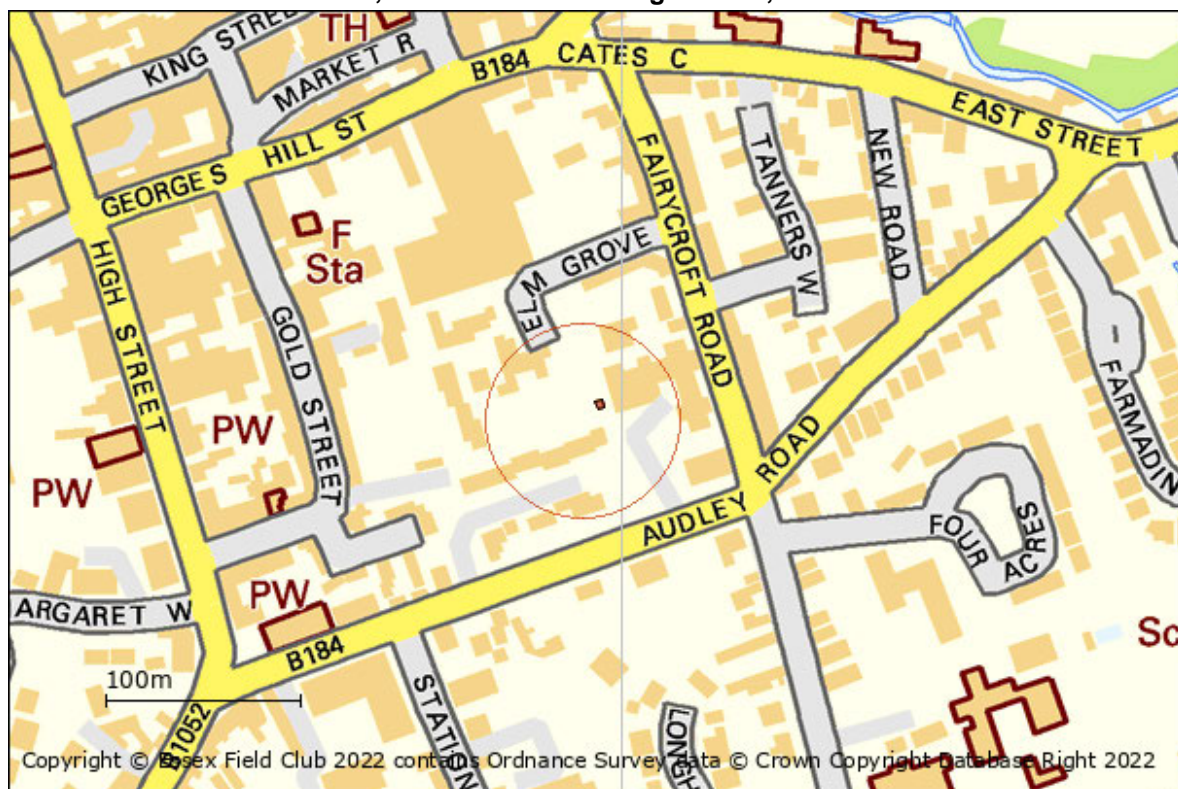 TH
KING STREE
MARKET R
B184
CATES C
EAST STREET
GEORGE S
HILL ST
FAIRYCROFT ROAD
TANNERS W
NEW ROAD
F
Sta
ELM GROVE
HIGH STREET
GOLD STREET
FARMADIN
PW
PW
AUDLEY
ROAD
FOUR
ACRES
PW
ARGARET W
B184
Sc
100m
STATION
LONGH
B1052
Copyright © Essex Field Club 2022 contains Ordnance Survey data © Crown Copyright Database Right 2022